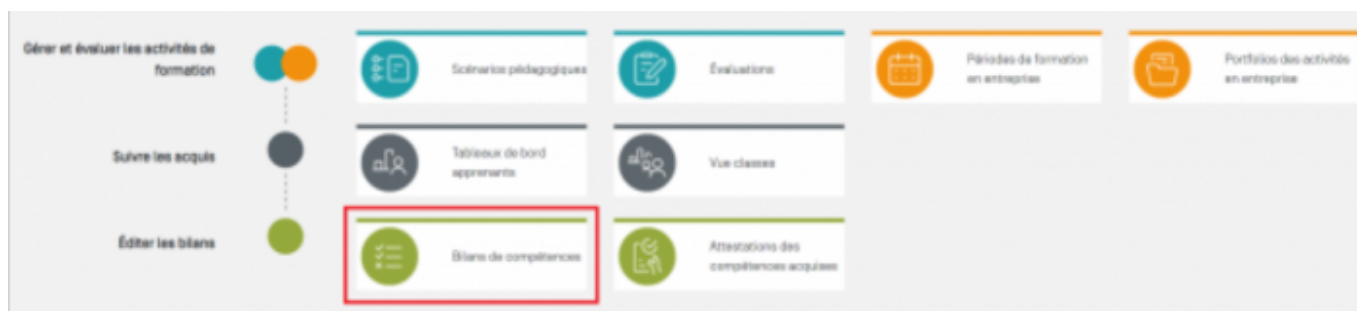 Gérer et évaluer les activités de
formation
Scénarios pédagogiques
Évaluations
Périodes de formation
en entreprise
Portfolios des activités
en entreprise
Suivre les acquis
Tableaux de bord
apprenants
Vue classes
Éditer les bilans
Bilans de compétences
Attestations des
compétences acquises